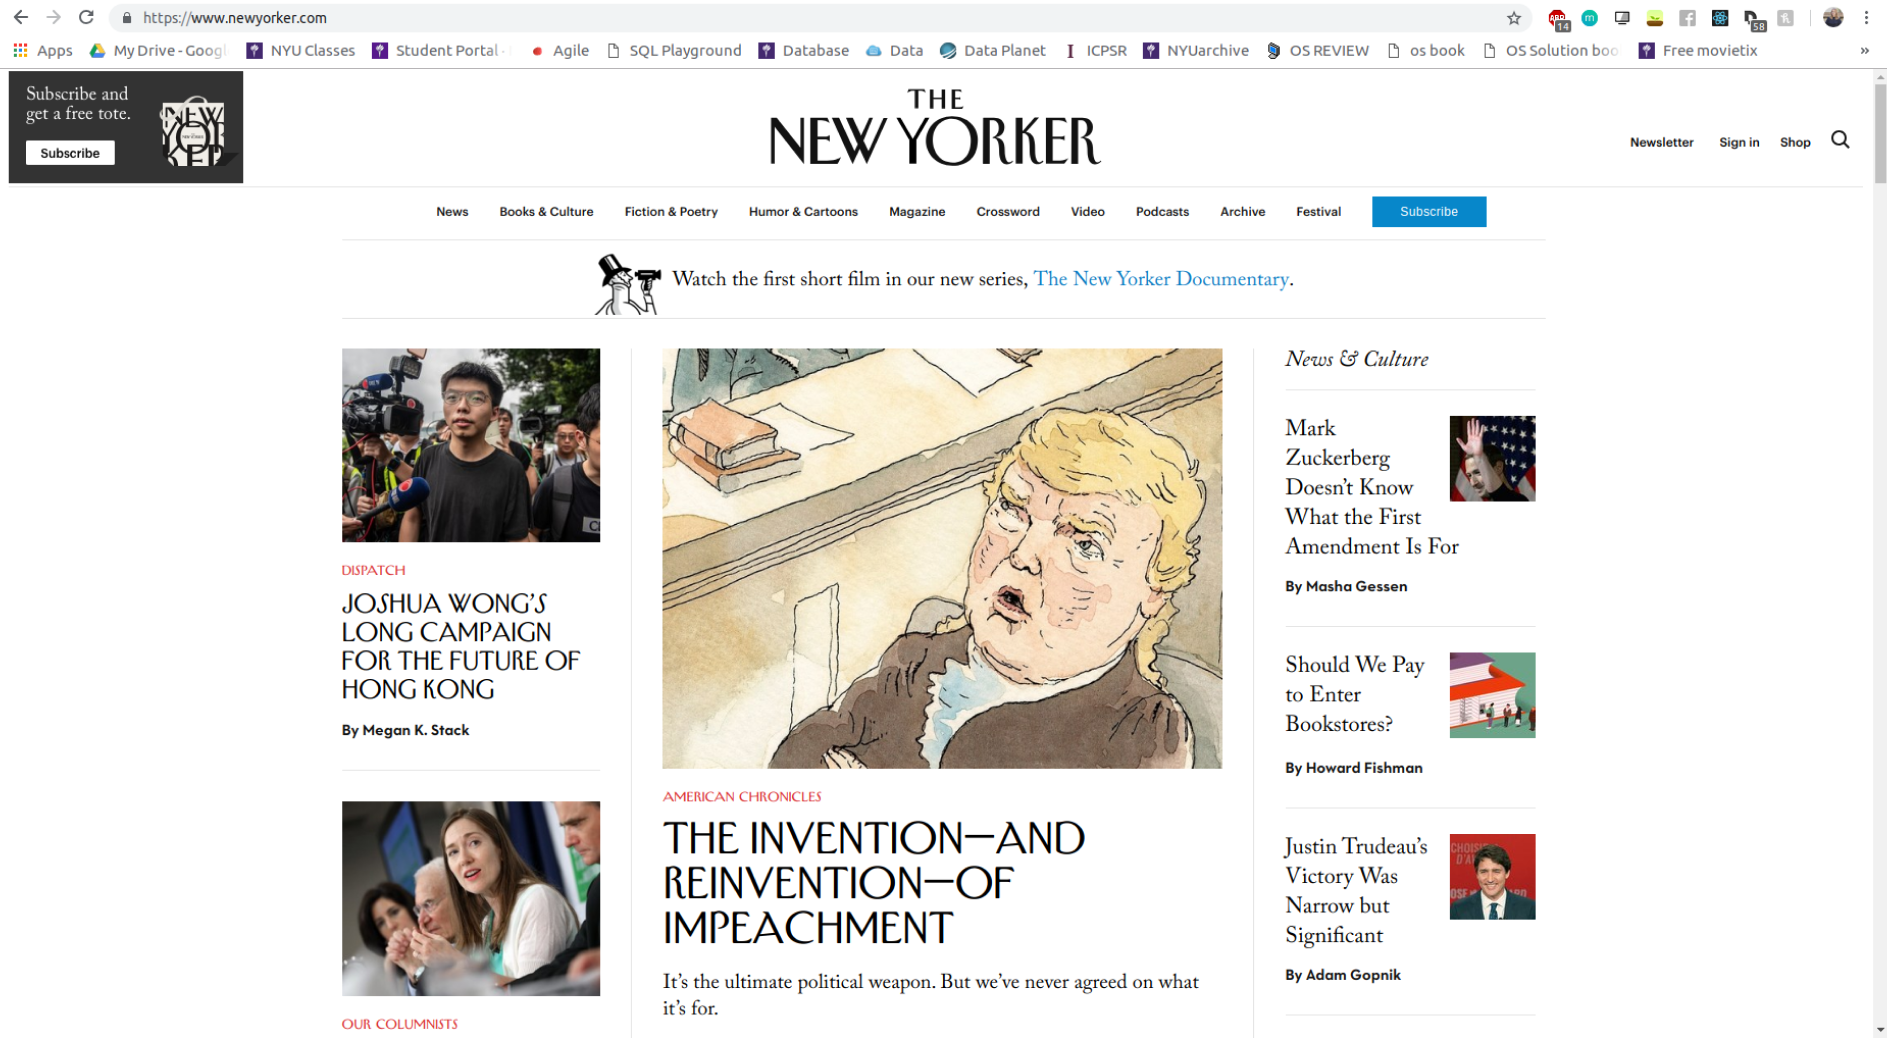 https://www.newyorker.com
14
58
Apps
My Drive - Googl
NYU Classes
Student Portal -
Agile
SQL Playground
Database
Data
Data Planet
ICPSR
NYUarchive
OS REVIEW
os book
OS Solution boo
Free movietix
»
Subscribe and
get a free tote.
Subscribe
NEW
YOR
KER
THE
NEW YORKER
Newsletter
Sign in
Shop
News
Books & Culture
Fiction & Poetry
Humor & Cartoons
Magazine
Crossword
Video
Podcasts
Archive
Festival
Subscribe
Watch the first short film in our new series, The New Yorker Documentary.
DISPATCH
JOSHUA WONG'S
LONG CAMPAIGN
FOR THE FUTURE OF
HONG KONG
By Megan K. Stack
OUR COLUMNISTS
AMERICAN CHRONICLES
THE INVENTION—AND
REINVENTION—OF
IMPEACHMENT
It's the ultimate political weapon. But we've never agreed on what
it's for.
News & Culture
Mark
Zuckerberg
Doesn't Know
What the First
Amendment Is For
By Masha Gessen
Should We Pay
to Enter
Bookstores?
By Howard Fishman
Justin Trudeau's
Victory Was
Narrow but
Significant
By Adam Gopnik